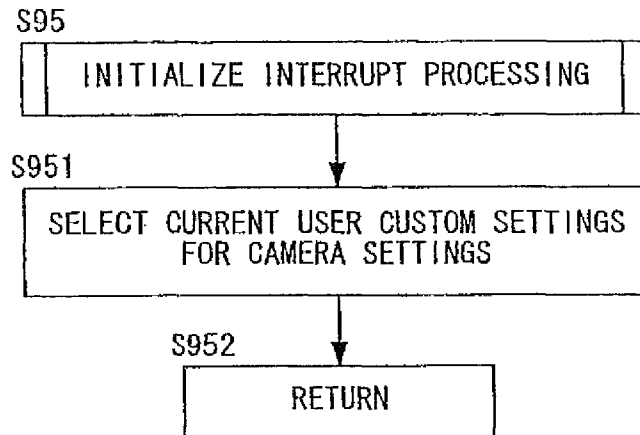 S95
INITIALIZE INTERRUPT PROCESSING
S951
SELECT CURRENT USER CUSTOM SETTINGS
FOR CAMERA SETTINGS
S952
RETURN